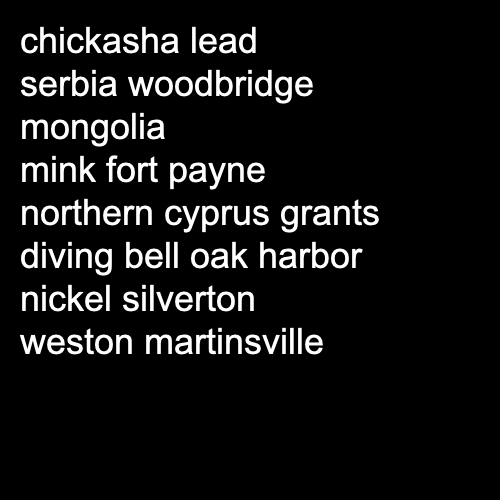 chickasha lead
serbia woodbridge
mongolia
mink fort payne
northern cyprus grants
diving bell oak harbor
nickel silverton
weston martinsville